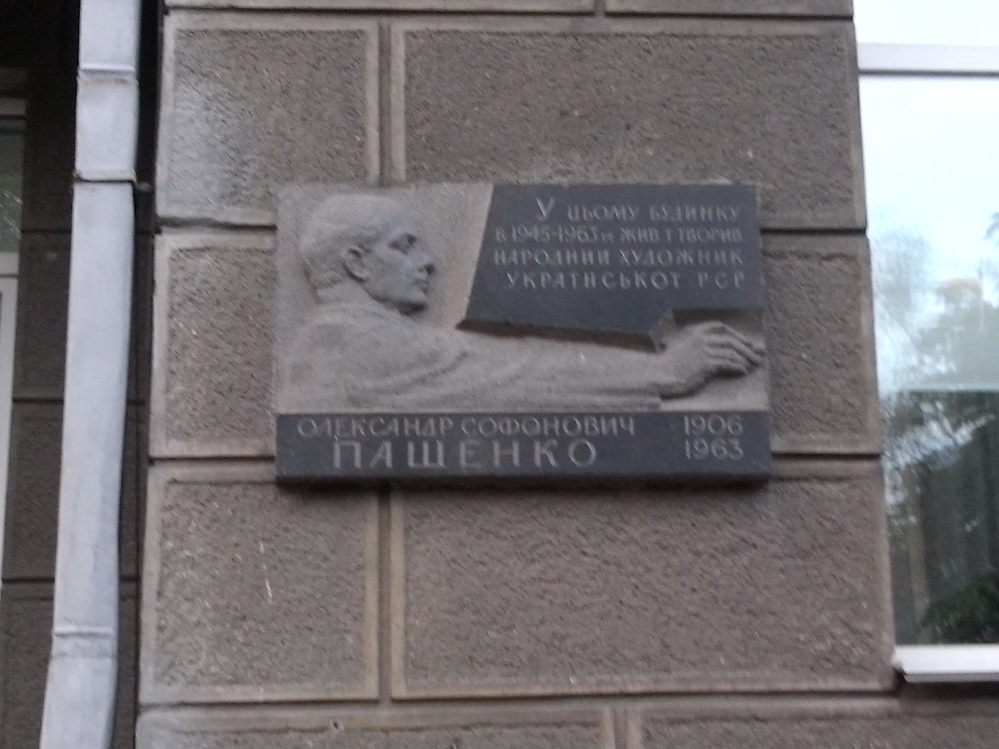 У ЦЬОМУ БУДИНКУ
В 1945-1963 рр. ЖИВ І ТВОРИВ
НАРОДНИЙ ХУДОЖНИК
УКРАЇНСЬКОЇ РСР
ОЛЕКСАНДР СОФОНОВИЧ 1906
ПАЩЕНКО 1963